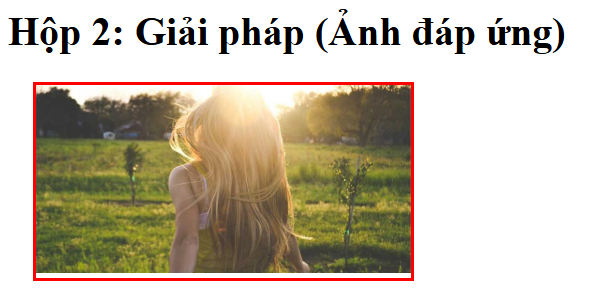 Hộp 2: Giải pháp (Ảnh đáp ứng)